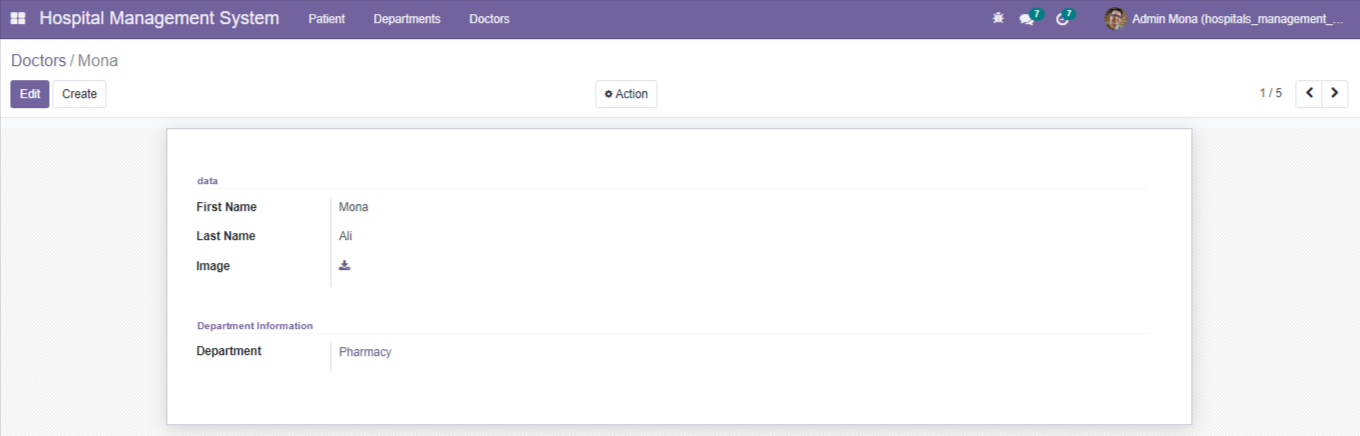 Hospital Management System Patient Departments Doctors 7 7 Admin Mona (hospitals_management_...
Doctors / Mona
Edit Create Action 1 / 5
data
First Name Mona
Last Name Ali
Image
Department Information
Department Pharmacy